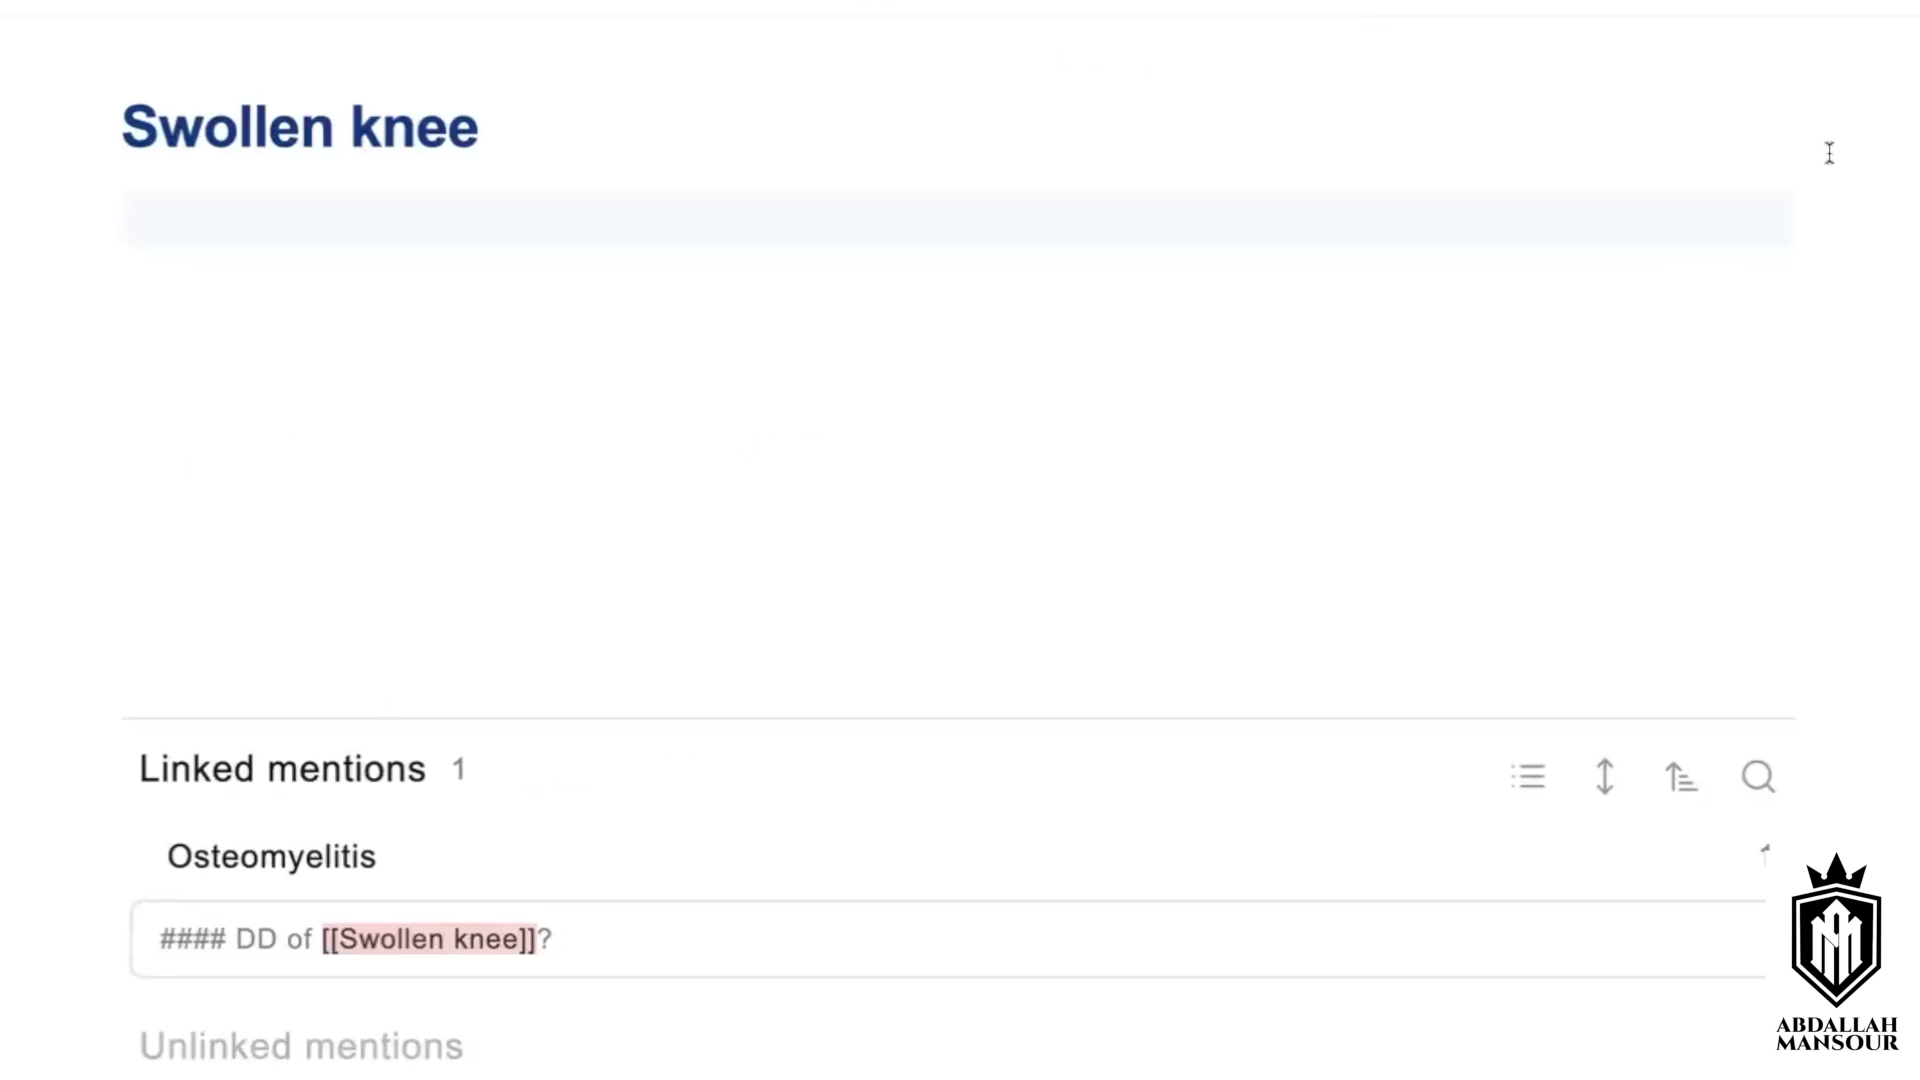 Swollen knee
Linked mentions 1
Osteomyelitis
#### DD of [[Swollen knee]]?
Unlinked mentions
ABDALLAH
MANSOUR